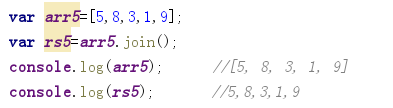 var arr5=[5,8,3,1,9];
var rs5=arr5.join();
console.log(arr5);      //[5, 8, 3, 1, 9]
console.log(rs5);      //5,8,3,1,9